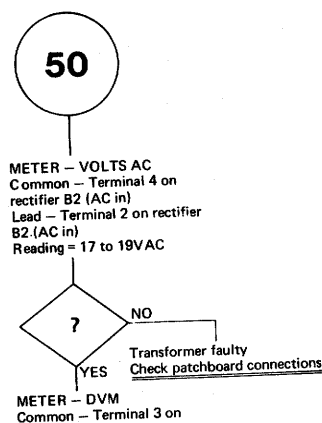 50
METER – VOLTS AC
Common – Terminal 4 on
rectifier B2 (AC in)
Lead – Terminal 2 on rectifier
B2.(AC in)
Reading = 17 to 19VAC
?
NO
Transformer faulty
Check patchboard connections
YES
METER – DVM
Common – Terminal 3 on